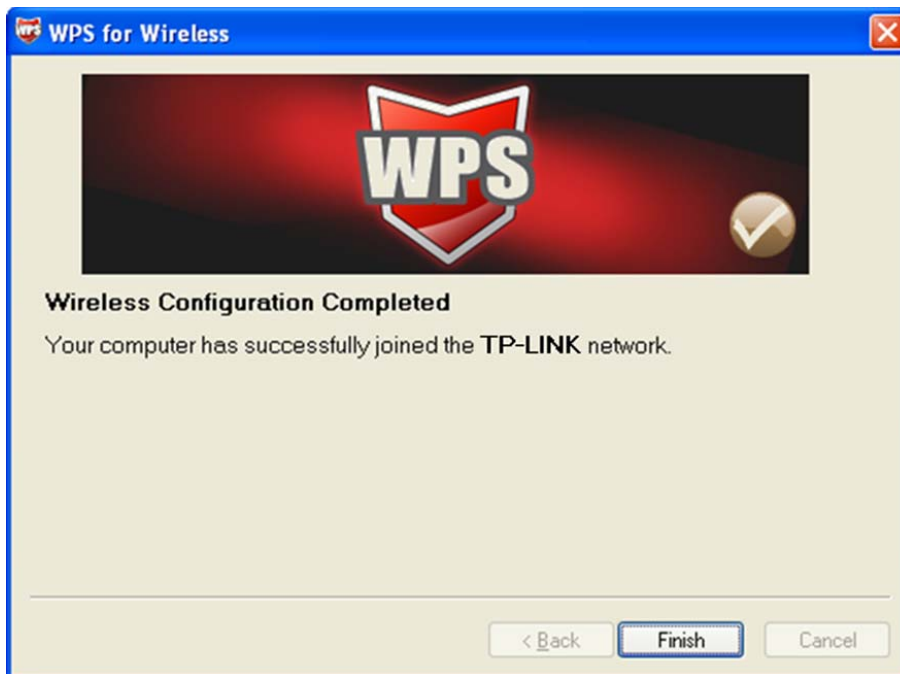 WPS for Wireless
WPS
Wireless Configuration Completed
Your computer has successfully joined the TP-LINK network.
< Back
Finish
Cancel